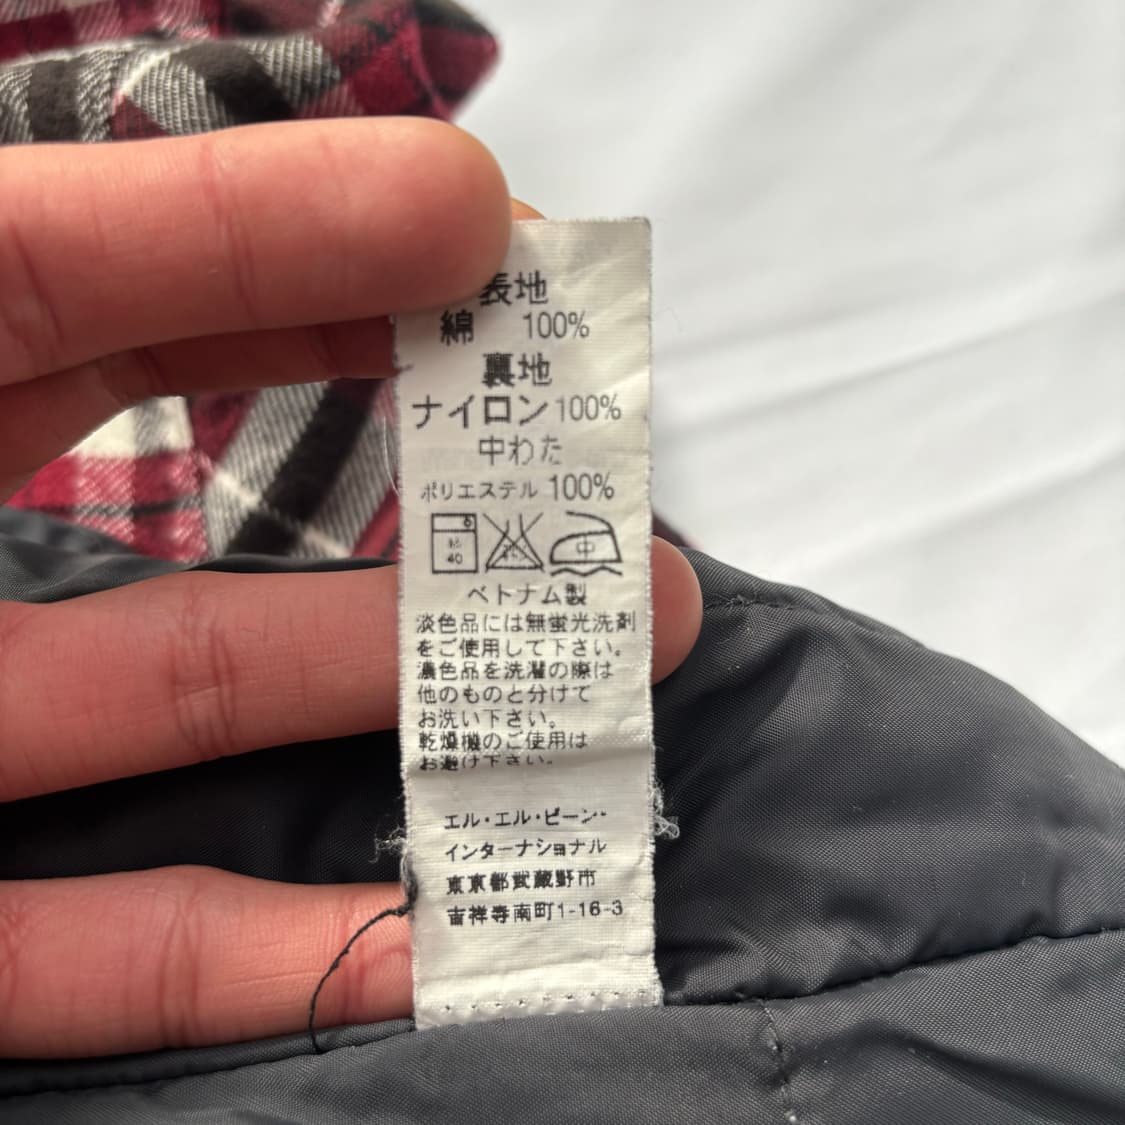 表地
綿 100%
裏地
ナイロン100%
中わた
ポリエステル 100%
40
中
ベトナム製
淡色品には無蛍光洗剤
をご使用して下さい。
濃色品を洗濯の際は
他のものと分けて
お洗い下さい。
乾燥機のご使用は
お避け下さい。
エル・エル・ビーン・
インターナショナル
東京都武蔵野市
吉祥寺南町1-16-3